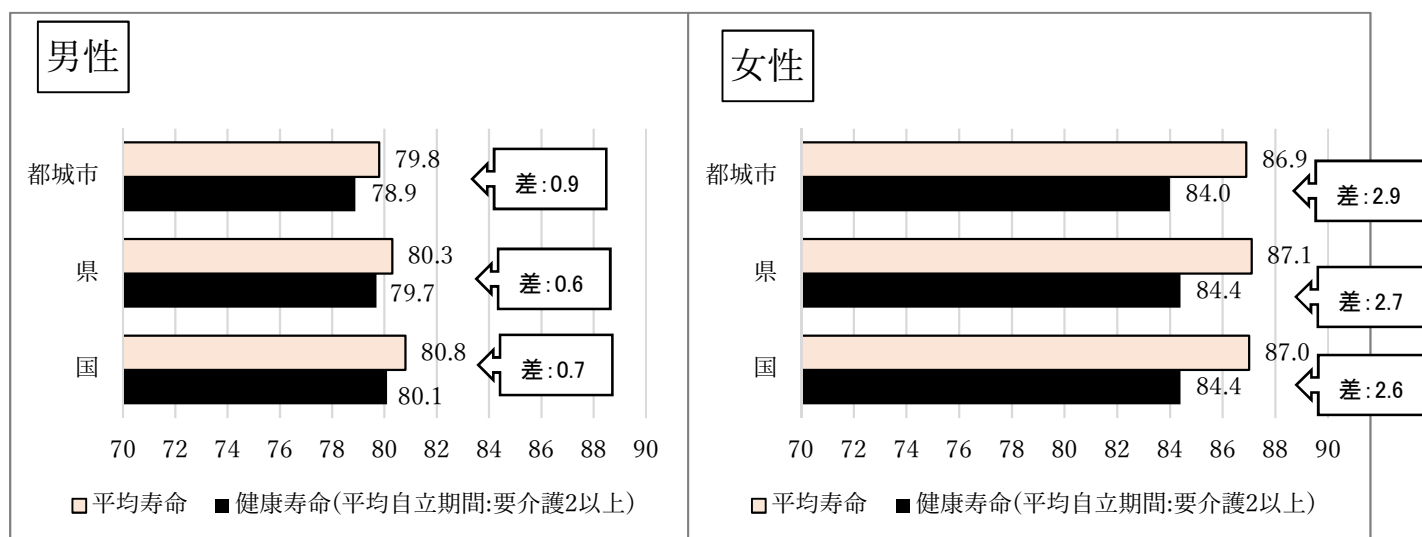 男性
都城市
79.8
78.9
差:0.9
県
80.3
79.7
差:0.6
国
80.8
80.1
差:0.7
70 72 74 76 78 80 82 84 86 88 90
平均寿命 健康寿命(平均自立期間:要介護2以上)
女性
都城市
86.9
84.0
差:2.9
県
87.1
84.4
差:2.7
国
87.0
84.4
差:2.6
70 72 74 76 78 80 82 84 86 88 90
平均寿命 健康寿命(平均自立期間:要介護2以上)